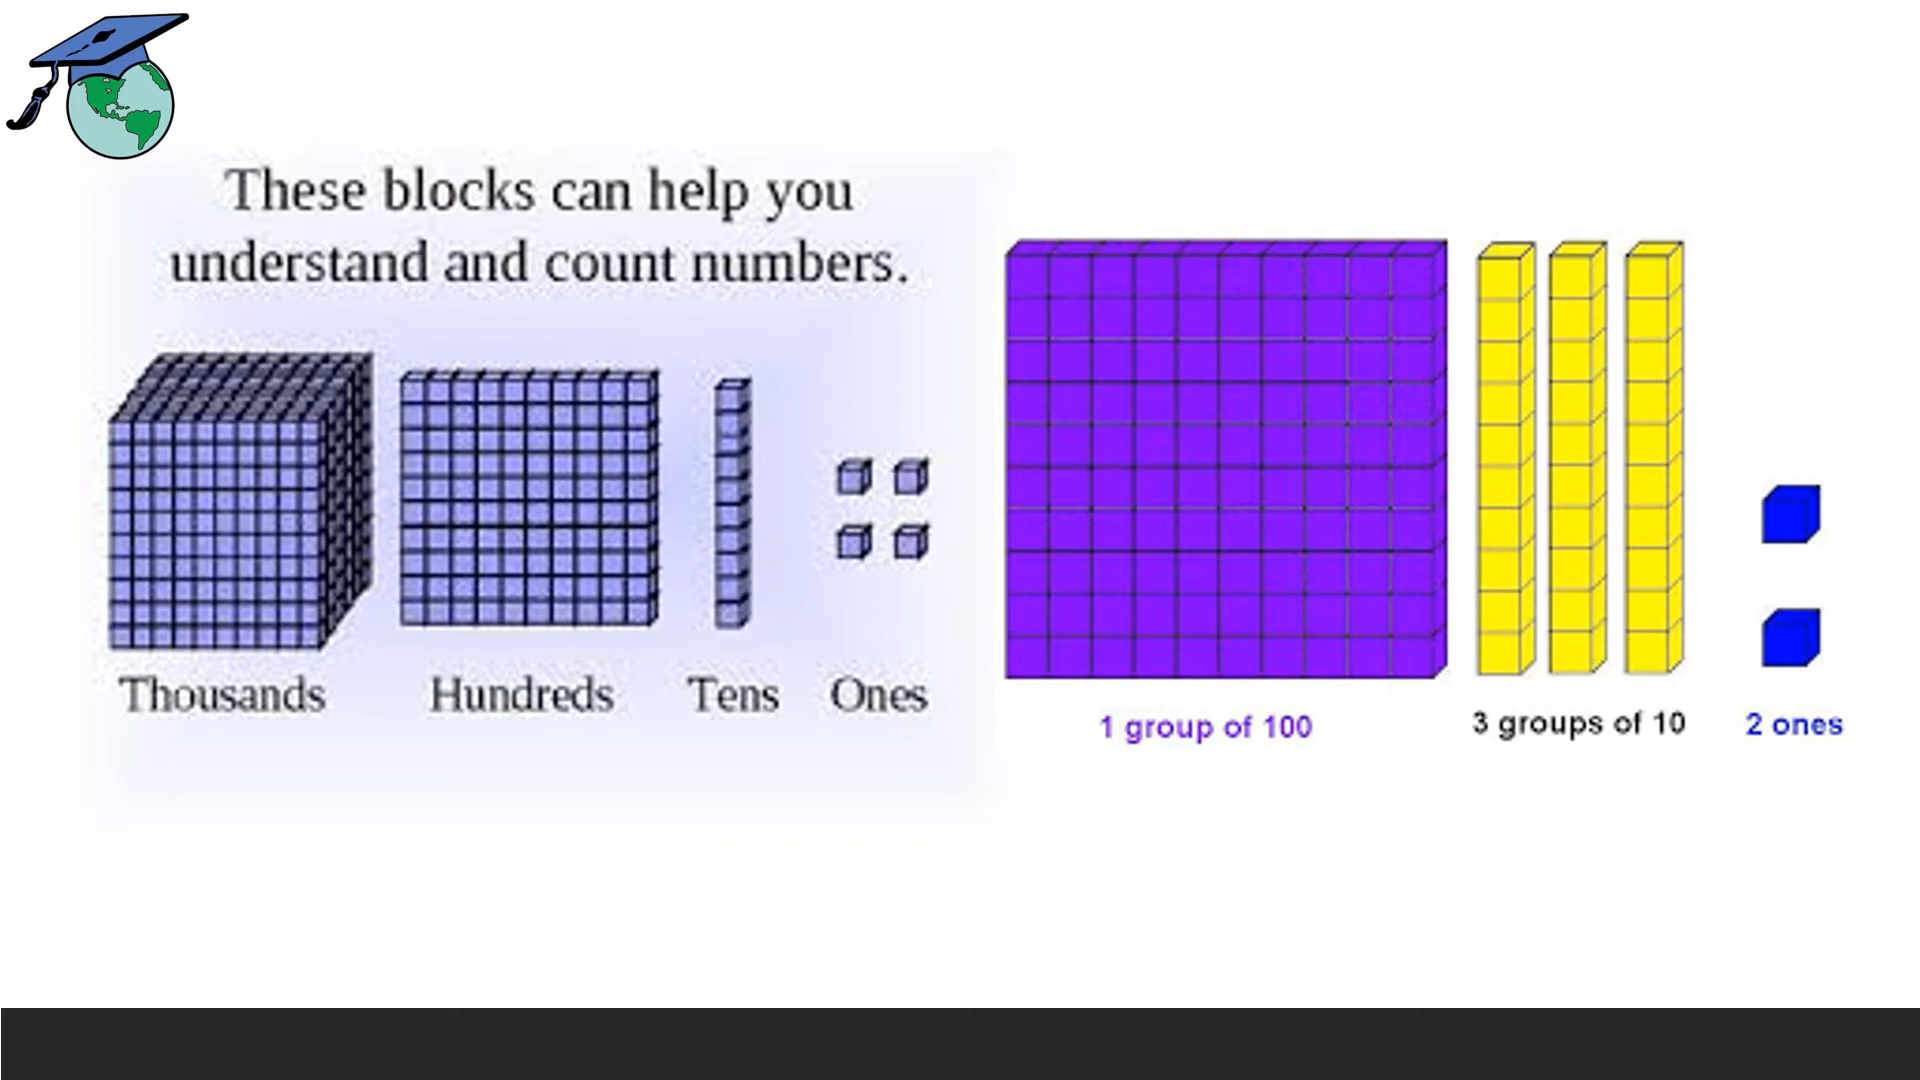 These blocks can help you
understand and count numbers.
Thousands
Hundreds
Tens
Ones
1 group of 100
3 groups of 10
2 ones